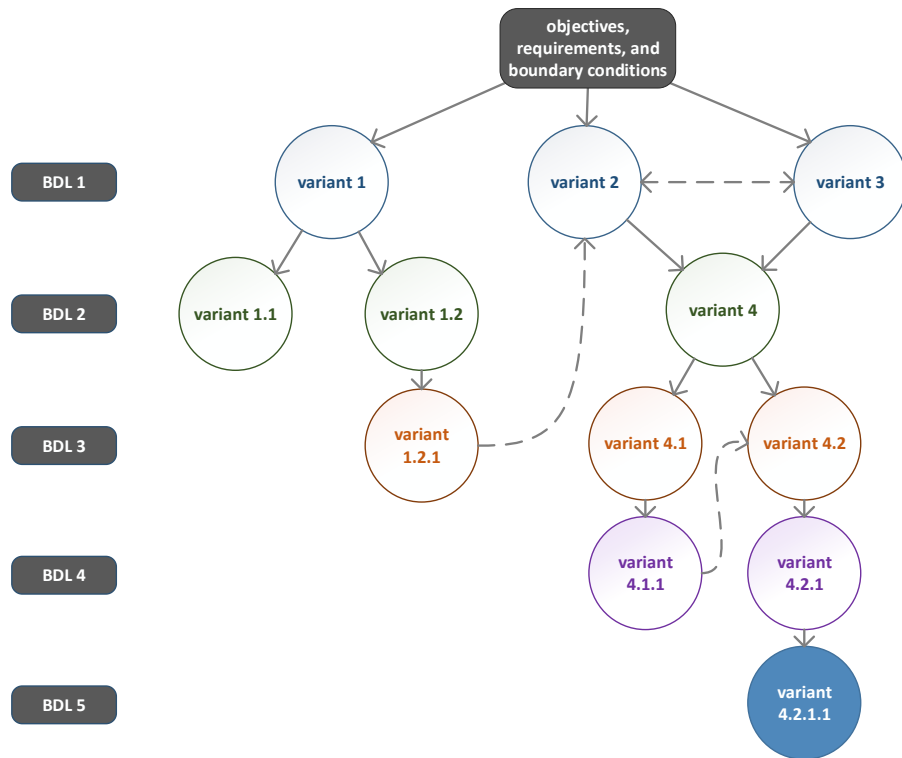 objectives,
requirements, and
boundary conditions
BDL 1
variant 1
variant 2
variant 3
BDL 2
variant 1.1
variant 1.2
variant 4
BDL 3
variant
1.2.1
variant 4.1
variant 4.2
BDL 4
variant
4.1.1
variant
4.2.1
BDL 5
variant
4.2.1.1